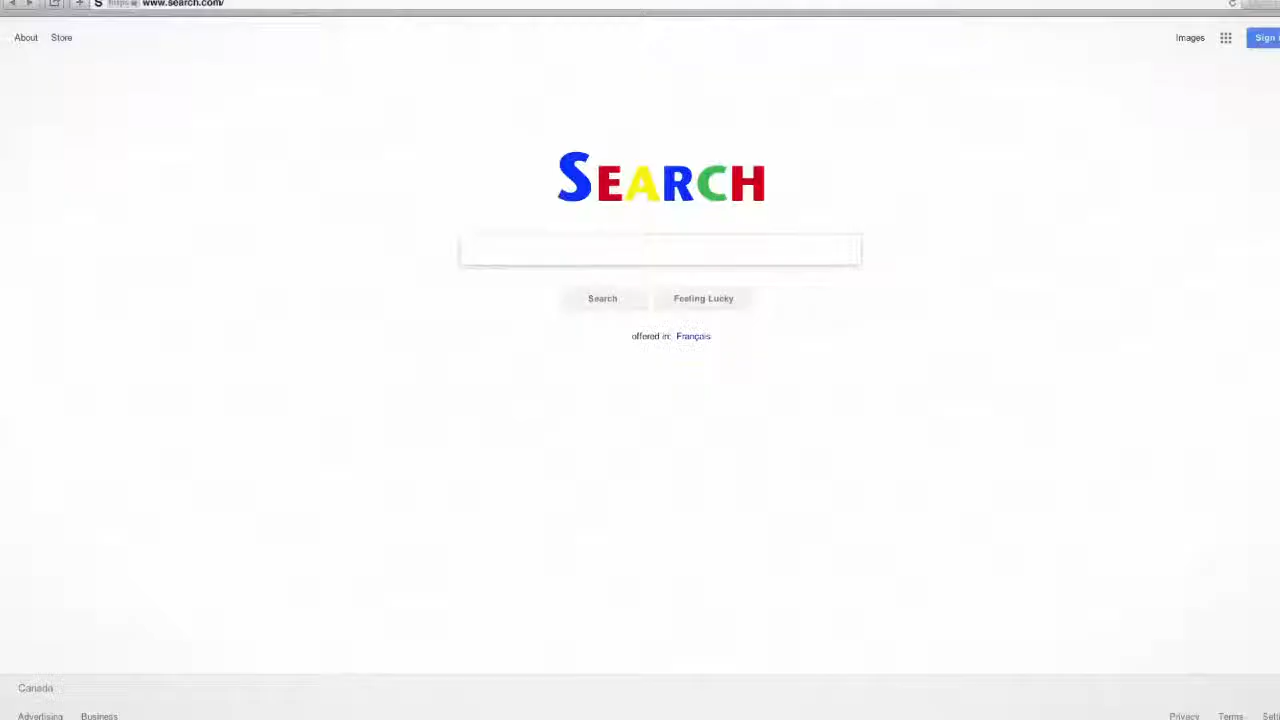 S https www.search.com/
About Store Images Sign
SEARCH
Search Feeling Lucky
offered in: Français
Canada
Advertising Business Privacy Terms